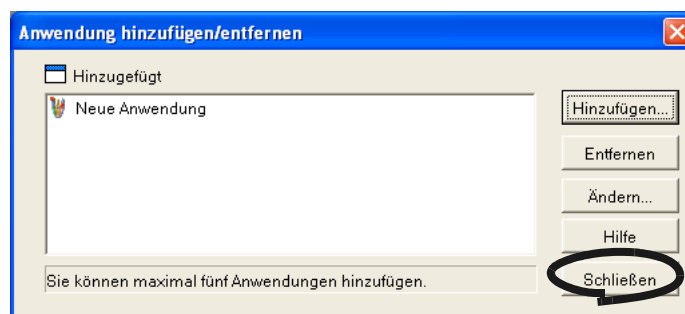 Anwendung hinzufügen/entfernen
Hinzugefügt
Neue Anwendung
Hinzufügen...
Entfernen
Ändern...
Hilfe
Schließen
Sie können maximal fünf Anwendungen hinzufügen.